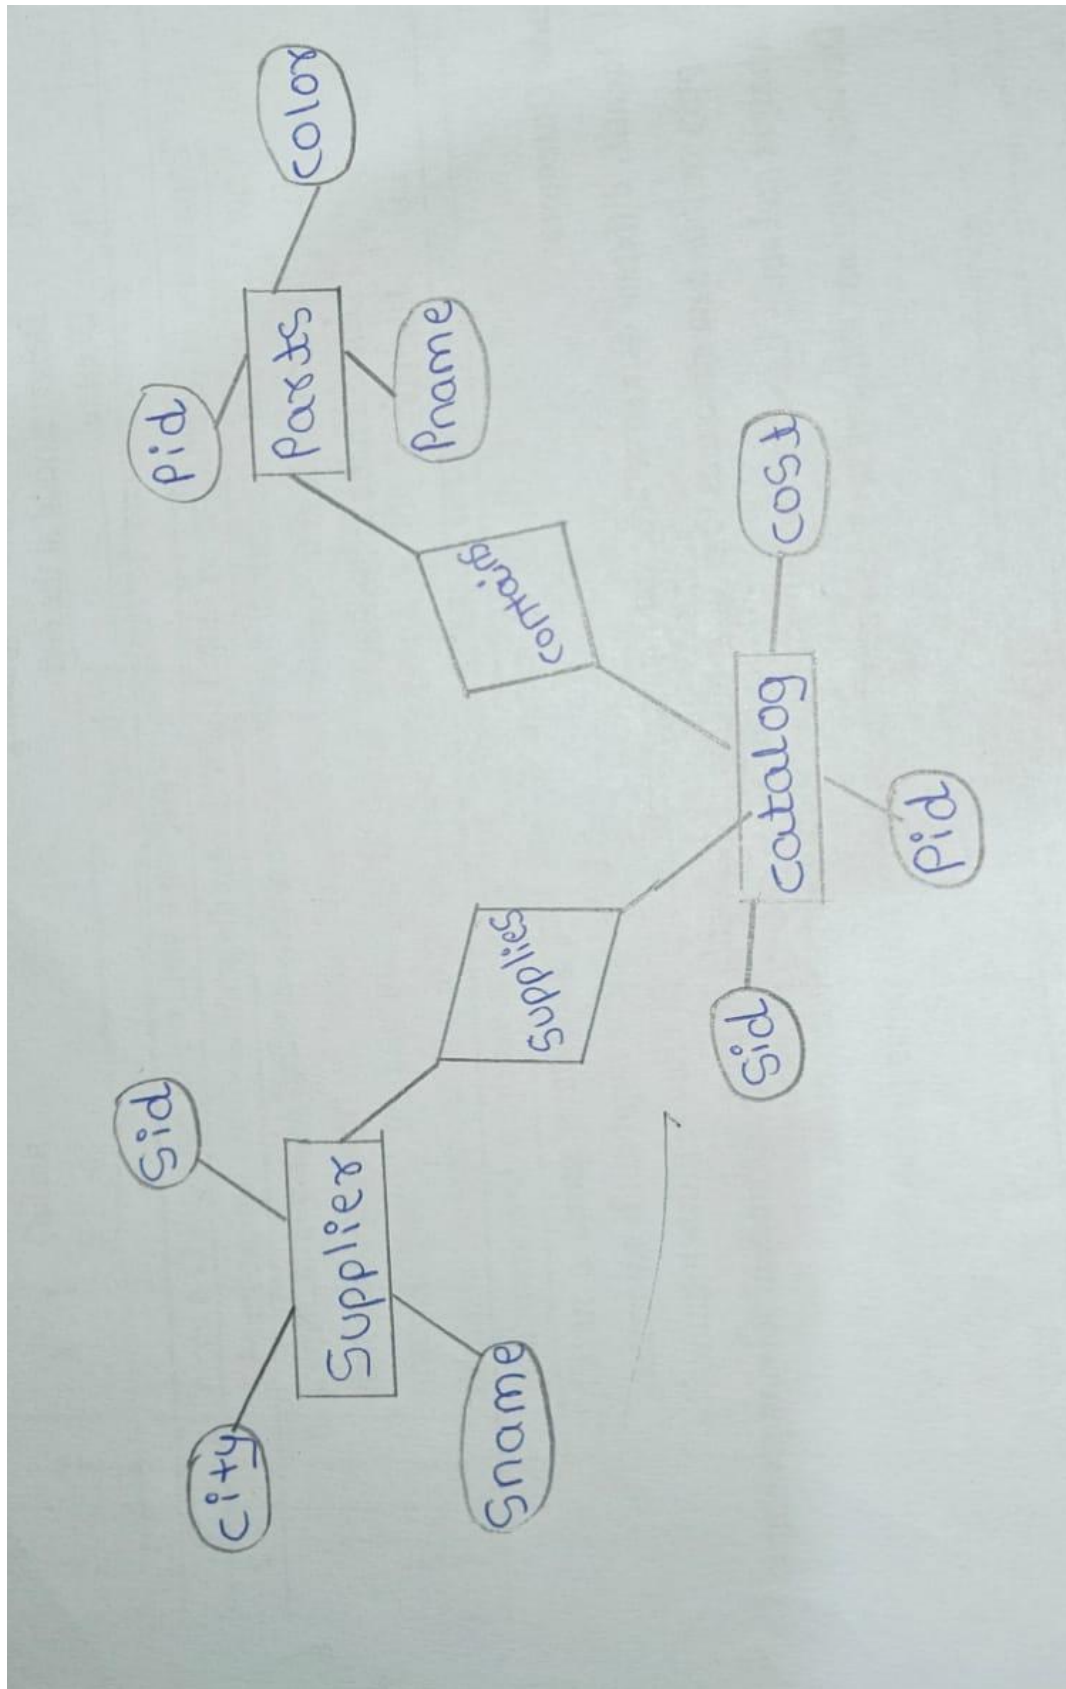 City
Sid
Supplier
Sname
Supplies
Sid
catalog
Pid
cost
contains
Pid
Parts
Pname
color